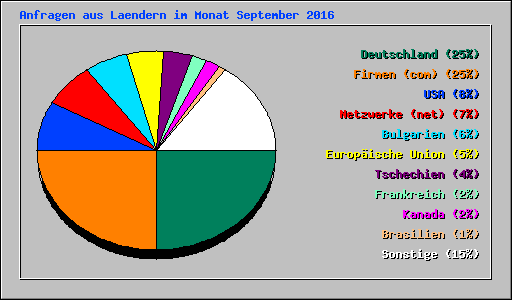 Anfragen aus Laendern im Monat September 2016
Deutschland (25%)
Firmen (com) (25%)
USA (8%)
Netzwerke (net) (7%)
Bulgarien (6%)
Europäische Union (5%)
Tschechien (4%)
Frankreich (2%)
Kanada (2%)
Brasilien (1%)
Sonstige (15%)